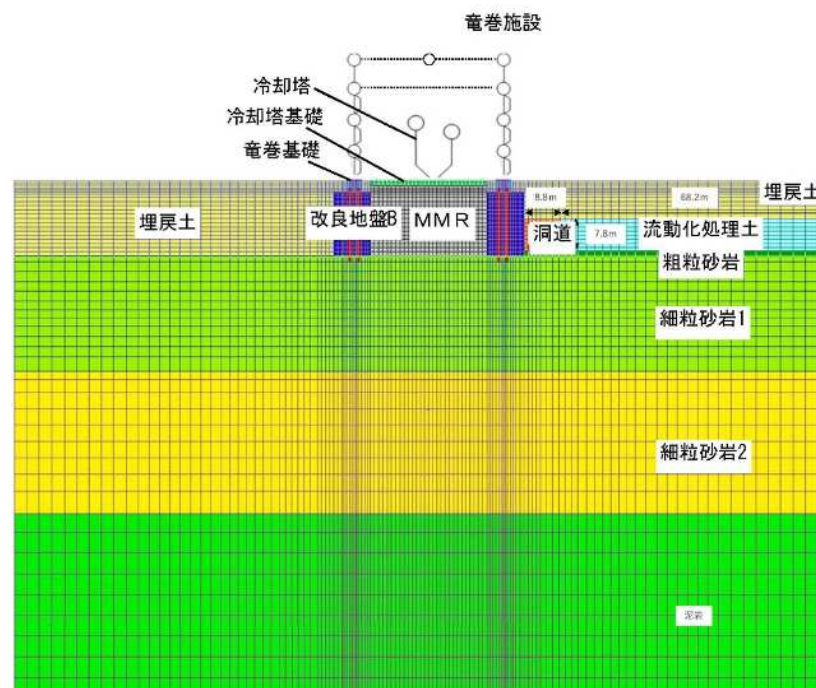 竜巻施設
冷却塔
冷却塔基礎
竜巻基礎
8.8m
68.2m
埋戻土
埋戻土
改良地盤B
MMR
洞道
7.8m
流動化処理土
粗粒砂岩
細粒砂岩1
細粒砂岩2
泥岩